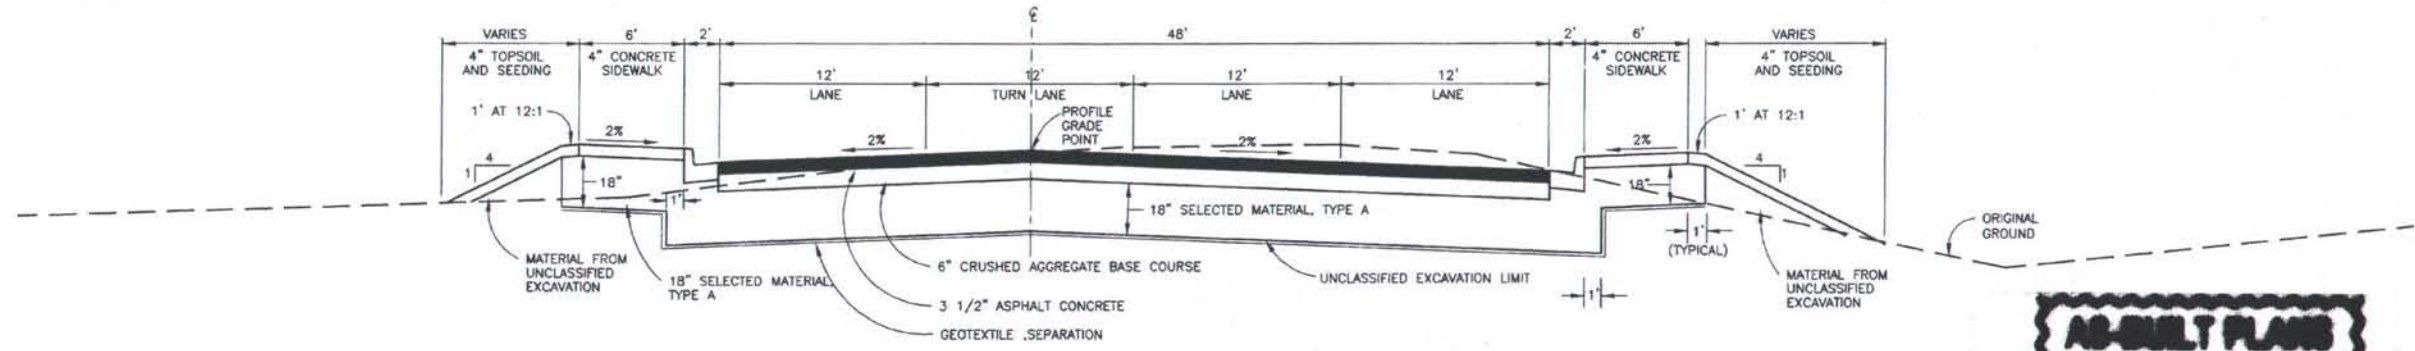 ℄
VARIES
6'
2'
48'
2'
6'
VARIES
4" TOPSOIL
AND SEEDING
4" CONCRETE
SIDEWALK
4" CONCRETE
SIDEWALK
4" TOPSOIL
AND SEEDING
12'
12'
12'
12'
LANE
TURN LANE
LANE
LANE
1' AT 12:1
PROFILE
GRADE
POINT
1' AT 12:1
2%
2%
2%
2%
4
1
4
1
18"
1'
18"
18" SELECTED MATERIAL, TYPE A
1'
(TYPICAL)
ORIGINAL
GROUND
MATERIAL FROM
UNCLASSIFIED
EXCAVATION
18" SELECTED MATERIAL,
TYPE A
6" CRUSHED AGGREGATE BASE COURSE
UNCLASSIFIED EXCAVATION LIMIT
1'
MATERIAL FROM
UNCLASSIFIED
EXCAVATION
3 1/2" ASPHALT CONCRETE
GEOTEXTILE ,SEPARATION
AS-BUILT PLANS